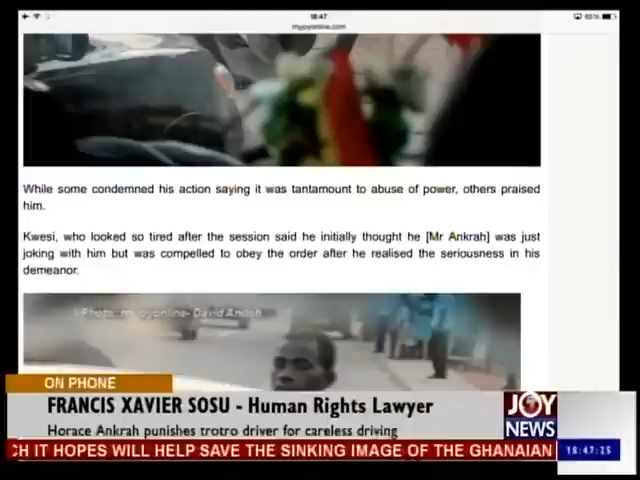 18:47
65%
myjoyonline.com
While some condemned his action saying it was tantamount to abuse of power, others praised
him.
Kwesi, who looked so tired after the session said he initially thought he [Mr Ankrah] was just
joking with him but was compelled to obey the order after he realised the seriousness in his
demeanor.
©Photo: myjoyonline- David Andoh
ON PHONE
FRANCIS XAVIER SOSU - Human Rights Lawyer
Horace Ankrah punishes trotro driver for careless driving
JOY
NEWS
CH IT HOPES WILL HELP SAVE THE SINKING IMAGE OF THE GHANAIAN
18:47:25